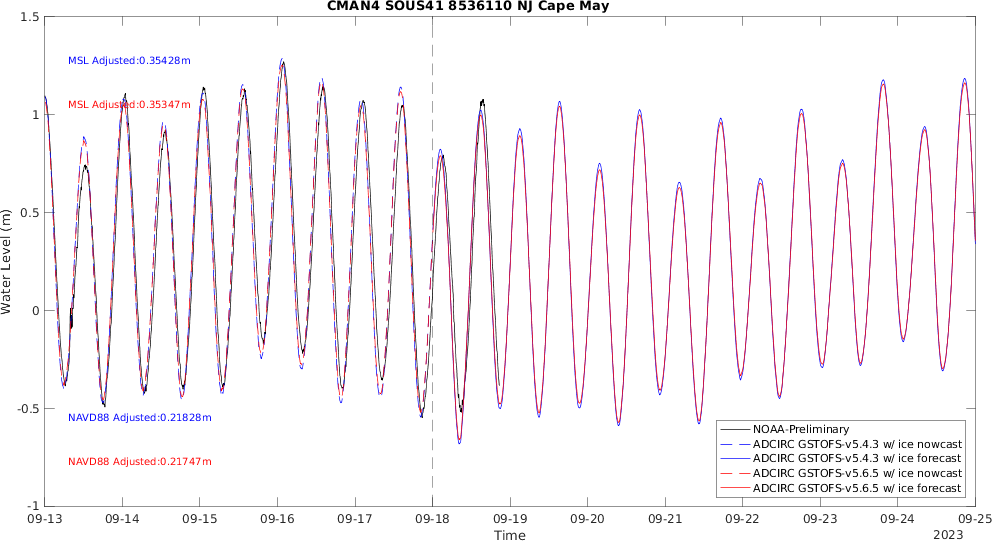 CMAN4 SOUS41 8536110 NJ Cape May
1.5
1
0.5
0
-0.5
-1
Water Level (m)
MSL Adjusted:0.35428m
MSL Adjusted:0.35347m
NAVD88 Adjusted:0.21828m
NAVD88 Adjusted:0.21747m
NOAA-Preliminary
ADCIRC GSTOFS-v5.4.3 w/ ice nowcast
ADCIRC GSTOFS-v5.4.3 w/ ice forecast
ADCIRC GSTOFS-v5.6.5 w/ ice nowcast
ADCIRC GSTOFS-v5.6.5 w/ ice forecast
09-13 09-14 09-15 09-16 09-17 09-18 09-19 09-20 09-21 09-22 09-23 09-24 09-25
Time
2023